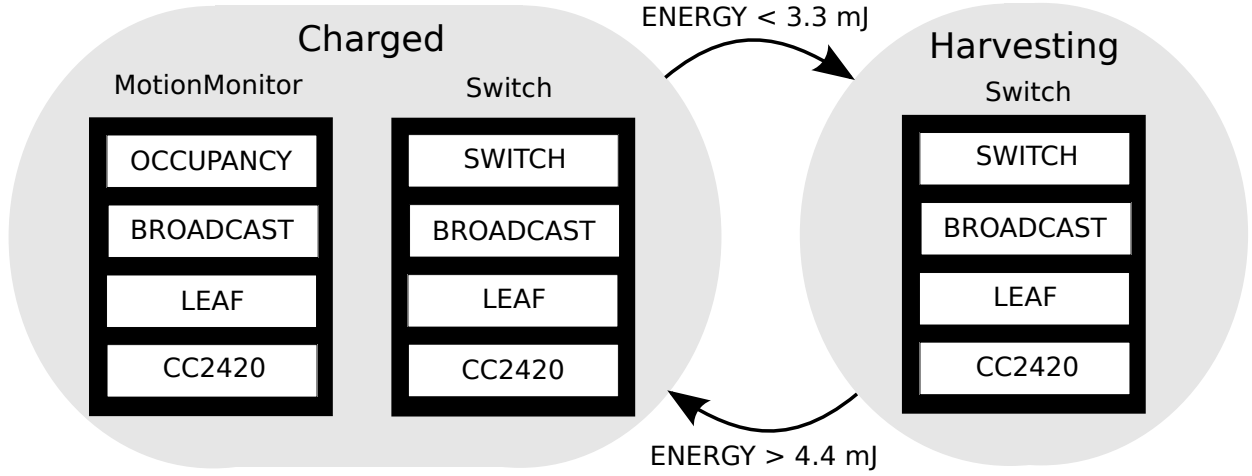 Charged
MotionMonitor
OCCUPANCY
BROADCAST
LEAF
CC2420
Switch
SWITCH
BROADCAST
LEAF
CC2420
ENERGY < 3.3 mJ
ENERGY > 4.4 mJ
Harvesting
Switch
SWITCH
BROADCAST
LEAF
CC2420